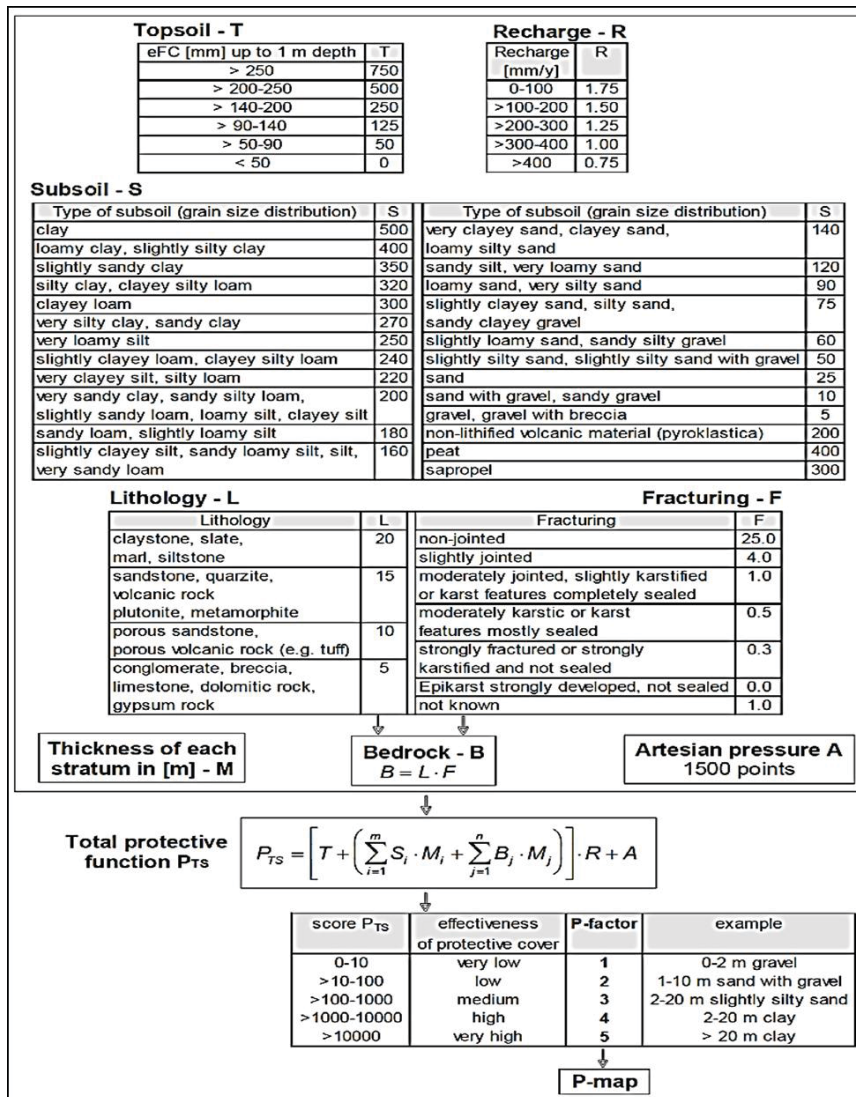 Topsoil - T
eFC [mm] up to 1 m depth T
> 250 750
> 200-250 500
> 140-200 250
> 90-140 125
> 50-90 50
< 50 0
Recharge - R
Recharge R
[mm/y]
0-100 1.75
>100-200 1.50
>200-300 1.25
>300-400 1.00
>400 0.75
Subsoil - S
Type of subsoil (grain size distribution) S
clay 500
loamy clay, slightly silty clay 400
slightly sandy clay 350
silty clay, clayey silty loam 320
clayey loam 300
very silty clay, sandy clay 270
very loamy silt 250
slightly clayey loam, clayey silty loam 240
very clayey silt, silty loam 220
very sandy clay, sandy silty loam, 200
slightly sandy loam, loamy silt, clayey silt
sandy loam, slightly loamy silt 180
slightly clayey silt, sandy loamy silt, silt, 160
very sandy loam
Type of subsoil (grain size distribution) S
very clayey sand, clayey sand, 140
loamy silty sand
sandy silt, very loamy sand 120
loamy sand, very silty sand 90
slightly clayey sand, silty sand, 75
sandy clayey gravel
slightly loamy sand, sandy silty gravel 60
slightly silty sand, slightly silty sand with gravel 50
sand 25
sand with gravel, sandy gravel 10
gravel, gravel with breccia 5
non-lithified volcanic material (pyroklastica) 200
peat 400
sapropel 300
Lithology - L
Lithology L
claystone, slate, 20
marl, siltstone
sandstone, quarzite, 15
volcanic rock
plutonite, metamorphite
porous sandstone, 10
porous volcanic rock (e.g. tuff)
conglomerate, breccia, 5
limestone, dolomitic rock,
gypsum rock
Fracturing - F
Fracturing F
non-jointed 25.0
slightly jointed 4.0
moderately jointed, slightly karstified 1.0
or karst features completely sealed
moderately karstic or karst 0.5
features mostly sealed
strongly fractured or strongly 0.3
karstified and not sealed
Epikarst strongly developed, not sealed 0.0
not known 1.0
Thickness of each
stratum in [m] - M
Bedrock - B
B = L · F
Artesian pressure A
1500 points
Total protective
function PTS
P_TS = [T + (∑_{i=1}^{m} S_i · M_i + ∑_{j=1}^{n} B_j · M_j)] · R + A
score PTS effectiveness P-factor example
of protective cover
0-10 very low 1 0-2 m gravel
>10-100 low 2 1-10 m sand with gravel
>100-1000 medium 3 2-20 m slightly silty sand
>1000-10000 high 4 2-20 m clay
>10000 very high 5 > 20 m clay
P-map